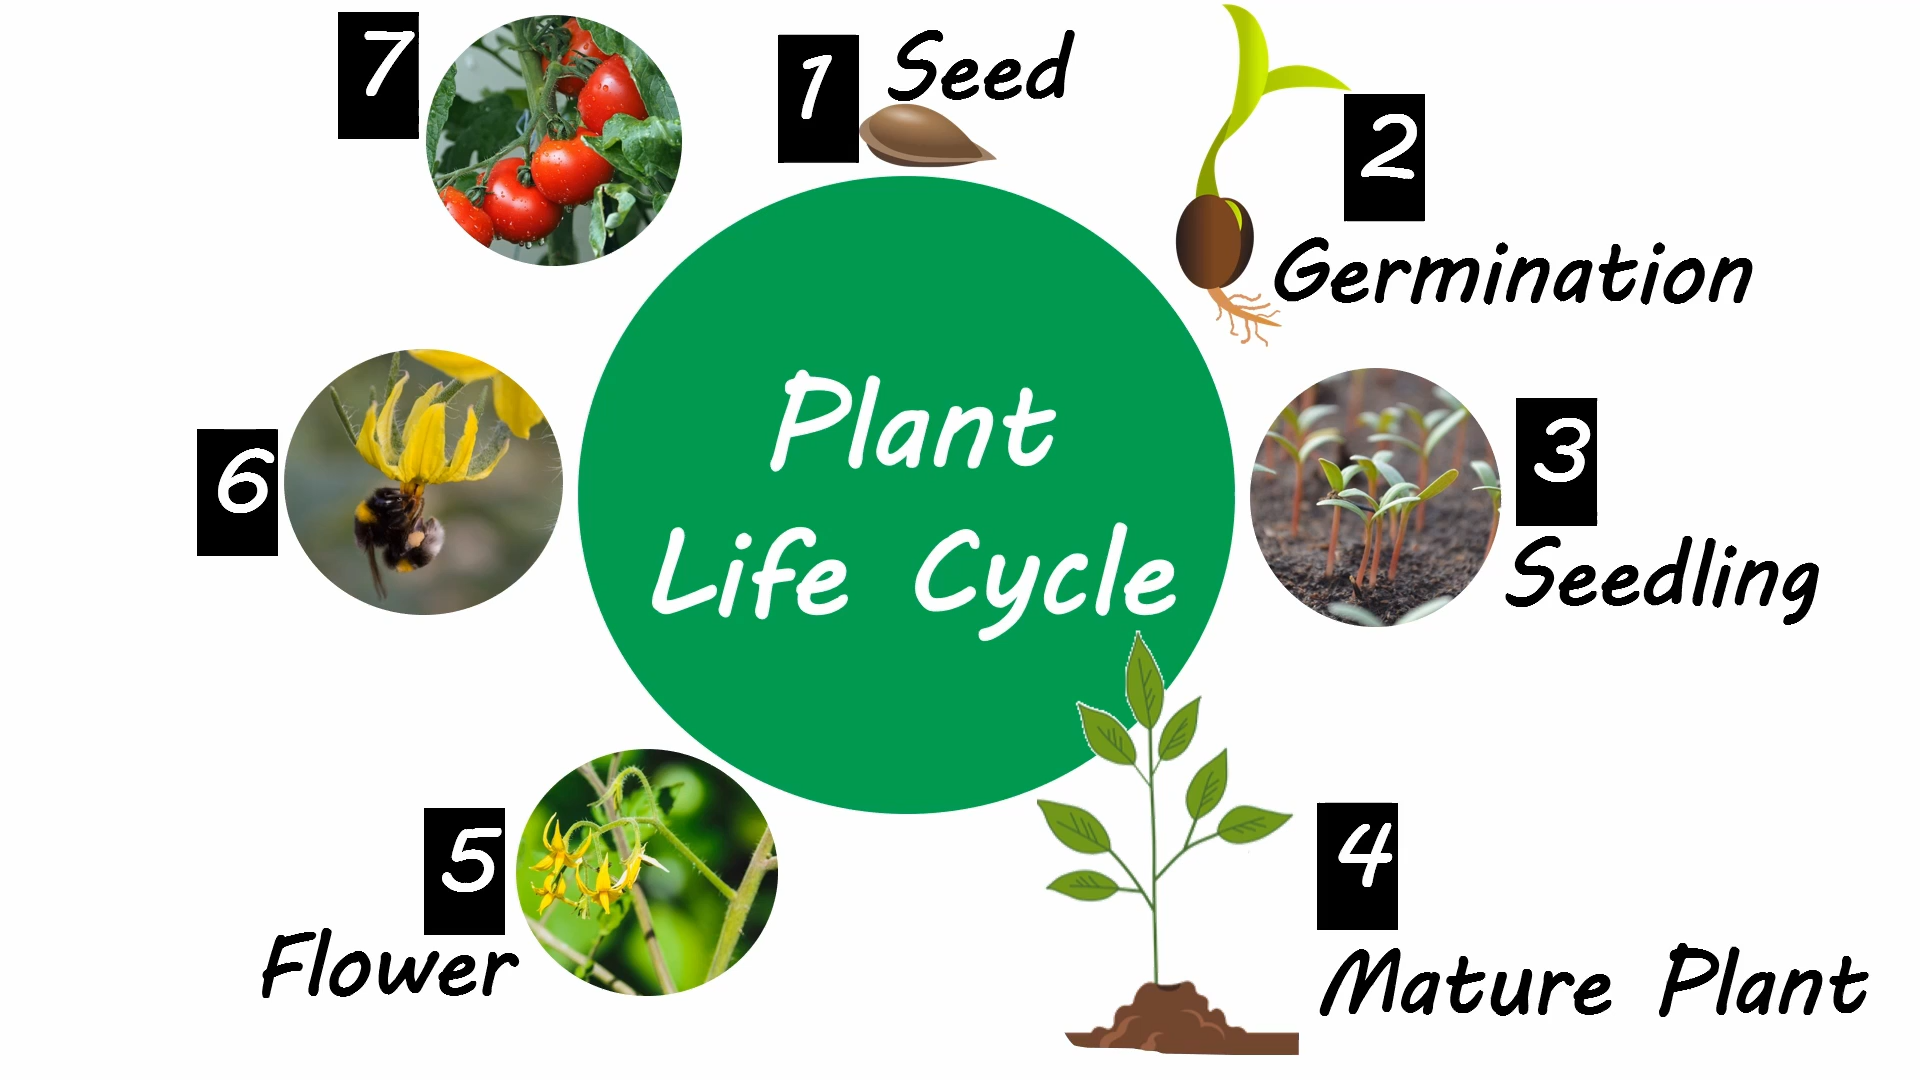 1 Seed
2
Germination
3
Seedling
4
Mature Plant
5
Flower
6
7
Plant
Life Cycle